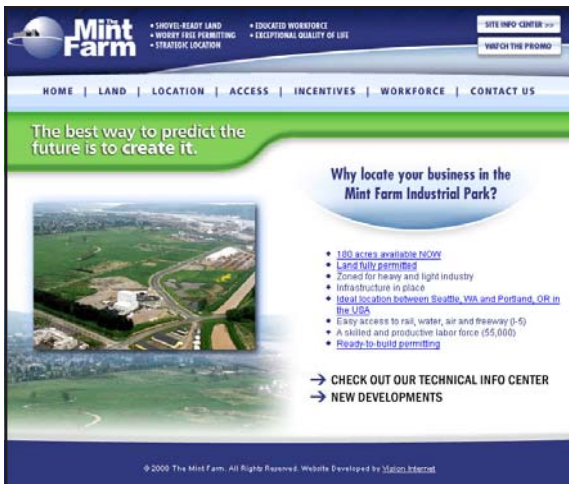 The Mint Farm
• SHOVEL-READY LAND
• WORRY FREE PERMITTING
• STRATEGIC LOCATION
• EDUCATED WORKFORCE
• EXCEPTIONAL QUALITY OF LIFE
SITE INFO CENTER >>
WATCH THE PROMO
HOME | LAND | LOCATION | ACCESS | INCENTIVES | WORKFORCE | CONTACT US
The best way to predict the
future is to create it.
Why locate your business in the
Mint Farm Industrial Park?
180 acres available NOW
Land fully permitted
Zoned for heavy and light industry
Infrastructure in place
Ideal location between Seattle, WA and Portland, OR in
the USA
Easy access to rail, water, air and freeway (I-5)
A skilled and productive labor force (55,000)
Ready-to-build permitting
→ CHECK OUT OUR TECHNICAL INFO CENTER
→ NEW DEVELOPMENTS
© 2008 The Mint Farm. All Rights Reserved. Website Developed by Vision Internet